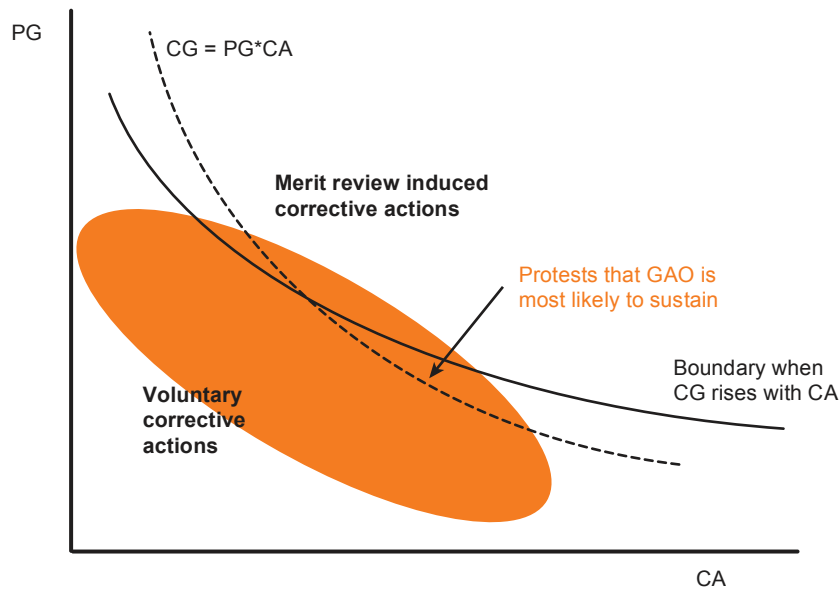 PG
CG = PG*CA
Merit review induced
corrective actions
Protests that GAO is
most likely to sustain
Boundary when
CG rises with CA
Voluntary
corrective
actions
CA